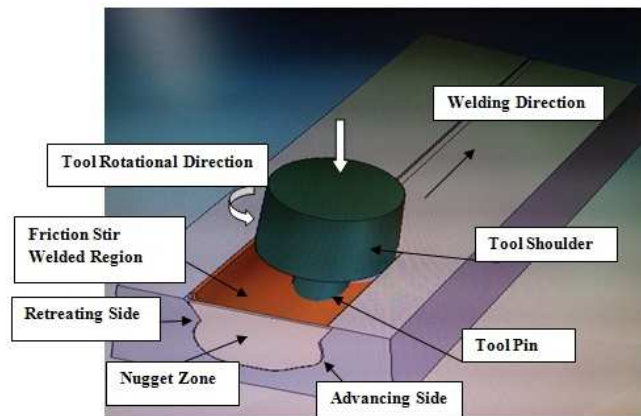 Welding Direction
Tool Rotational Direction
Friction Stir
Welded Region
Tool Shoulder
Retreating Side
Tool Pin
Nugget Zone
Advancing Side